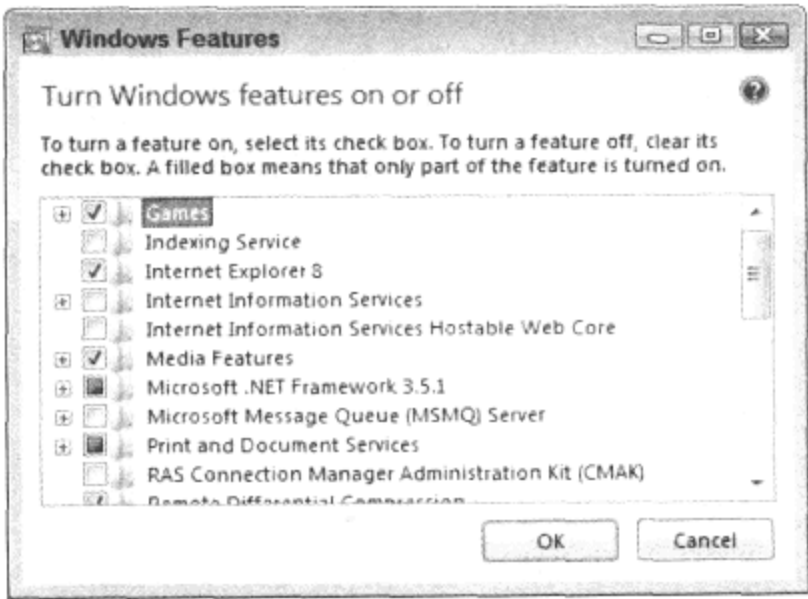 Windows Features
Turn Windows features on or off
To turn a feature on, select its check box. To turn a feature off, clear its
check box. A filled box means that only part of the feature is turned on.
Games
Indexing Service
Internet Explorer 8
Internet Information Services
Internet Information Services Hostable Web Core
Media Features
Microsoft .NET Framework 3.5.1
Microsoft Message Queue (MSMQ) Server
Print and Document Services
RAS Connection Manager Administration Kit (CMAK)
Remote Differential Compression
OK
Cancel